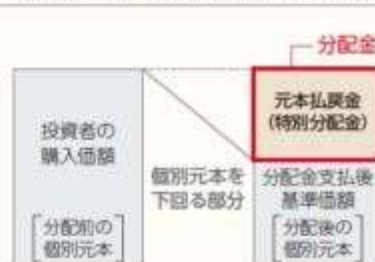 分配金
元本払戻金
(特別分配金)
投資者の
購入価額
個別元本を
下回る部分
分配金支払後
基準価額
分配前の
個別元本
分配後の
個別元本